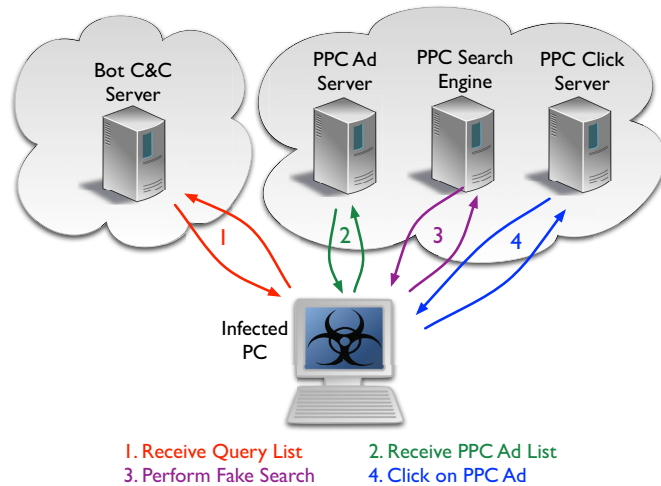 Bot C&C
Server
PPC Ad
Server
PPC Search
Engine
PPC Click
Server
1
2
3
4
Infected
PC
1. Receive Query List
2. Receive PPC Ad List
3. Perform Fake Search
4. Click on PPC Ad